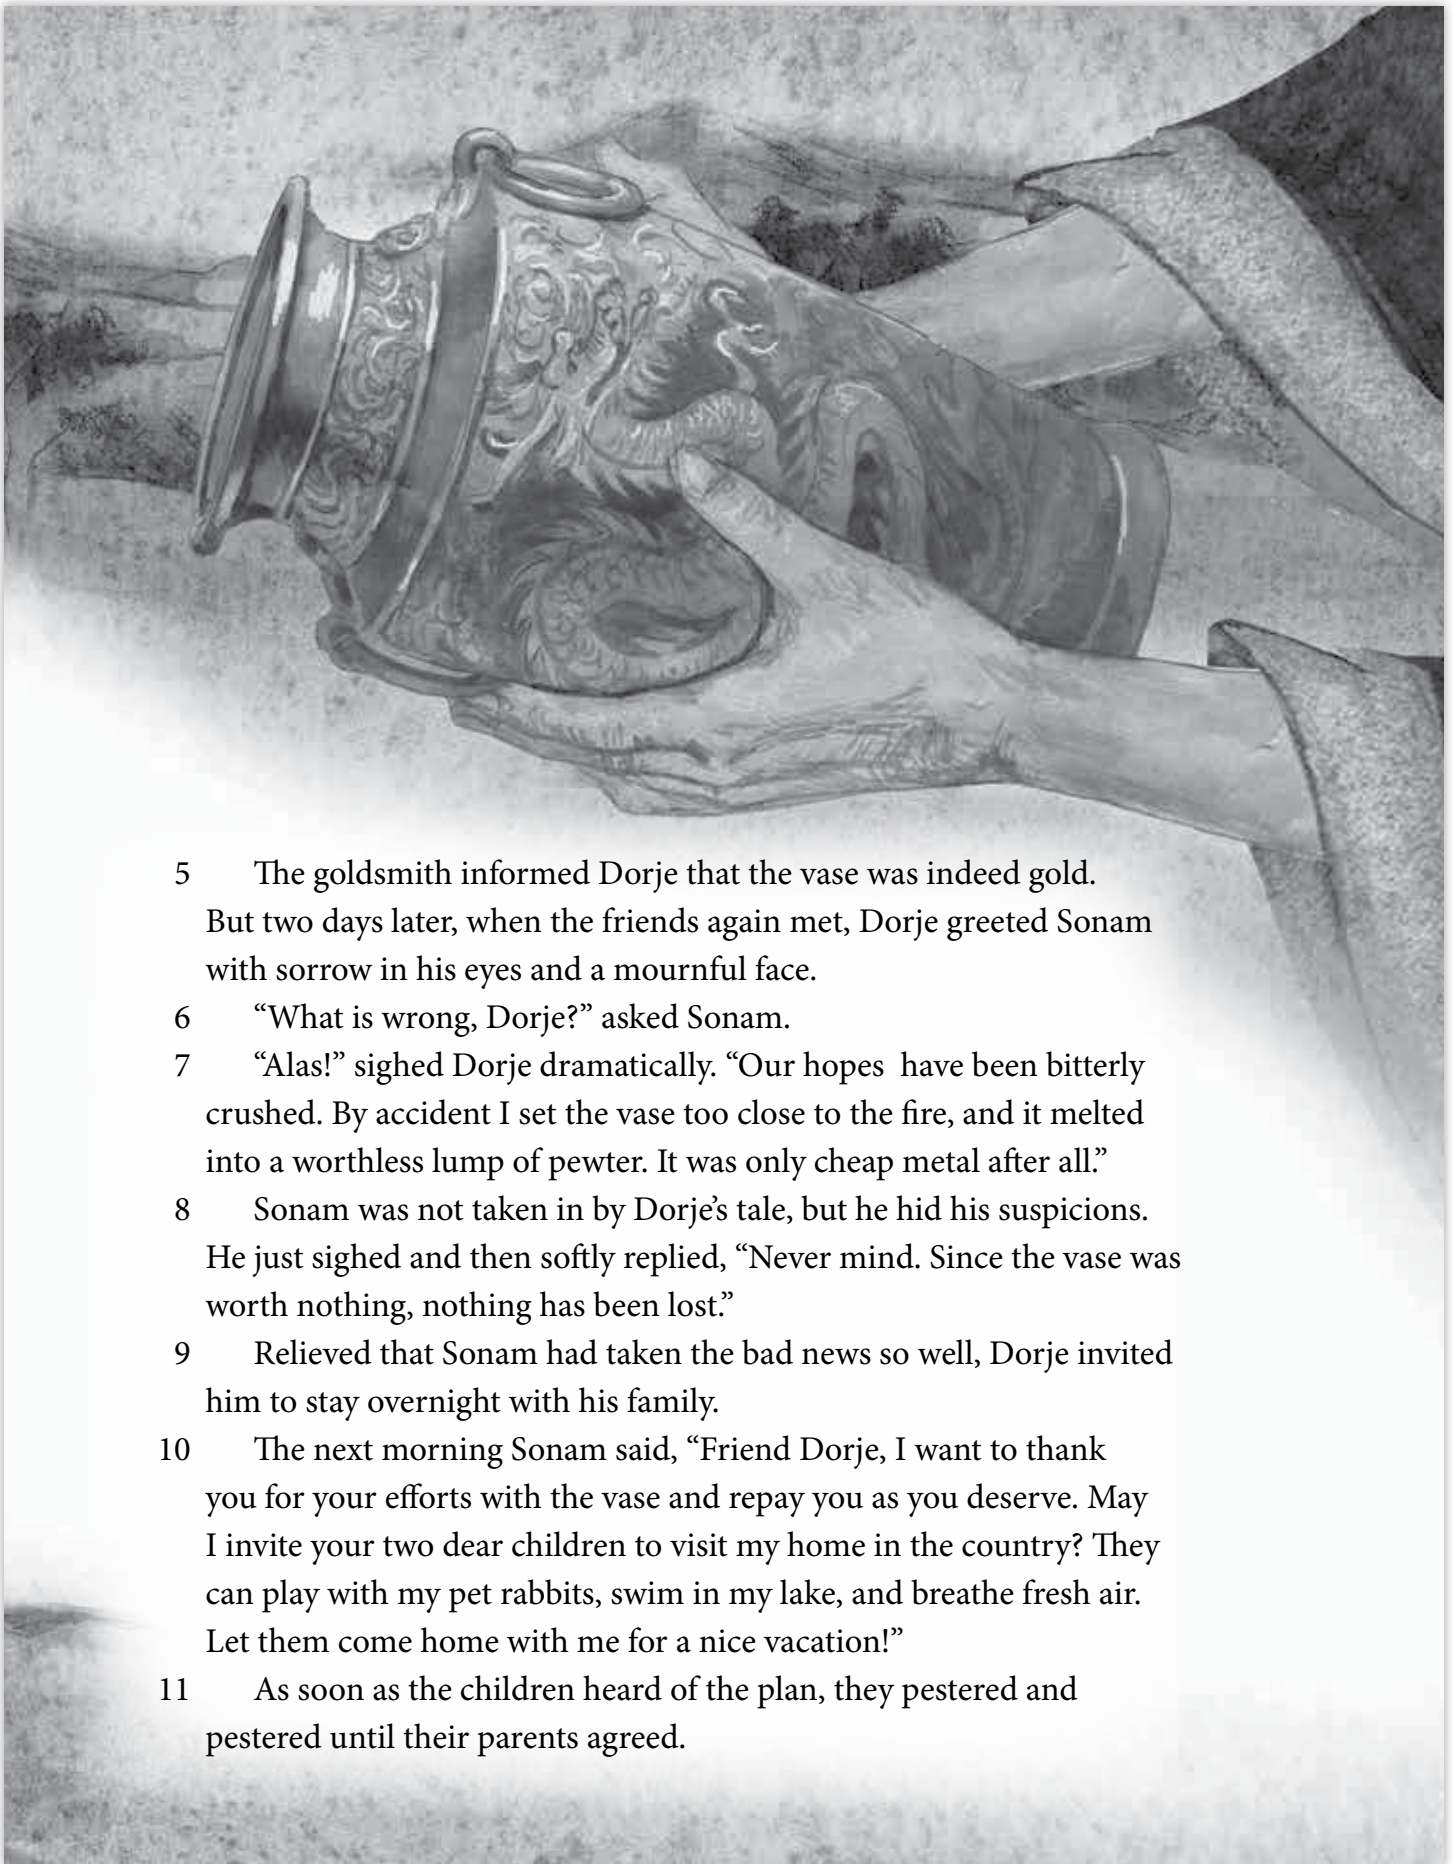 5 The goldsmith informed Dorje that the vase was indeed gold.
But two days later, when the friends again met, Dorje greeted Sonam
with sorrow in his eyes and a mournful face.
6 “What is wrong, Dorje?” asked Sonam.
7 “Alas!” sighed Dorje dramatically. “Our hopes have been bitterly
crushed. By accident I set the vase too close to the fire, and it melted
into a worthless lump of pewter. It was only cheap metal after all.”
8 Sonam was not taken in by Dorje’s tale, but he hid his suspicions.
He just sighed and then softly replied, “Never mind. Since the vase was
worth nothing, nothing has been lost.”
9 Relieved that Sonam had taken the bad news so well, Dorje invited
him to stay overnight with his family.
10 The next morning Sonam said, “Friend Dorje, I want to thank
you for your efforts with the vase and repay you as you deserve. May
I invite your two dear children to visit my home in the country? They
can play with my pet rabbits, swim in my lake, and breathe fresh air.
Let them come home with me for a nice vacation!”
11 As soon as the children heard of the plan, they pestered and
pestered until their parents agreed.